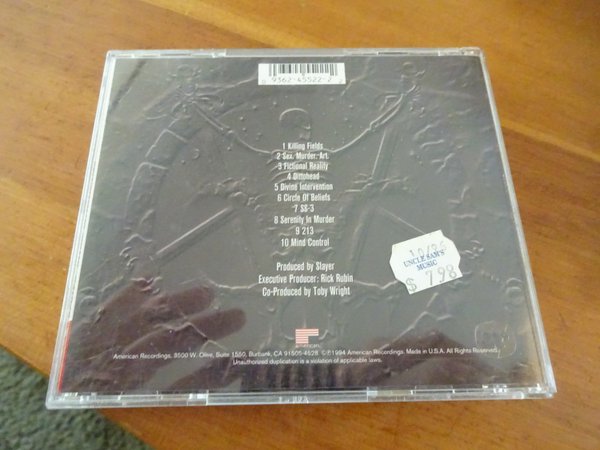 9362-45522-2
1 Killing Fields
2 Sex. Murder. Art.
3 Fictional Reality
4 Dittohead
5 Divine Intervention
6 Circle Of Beliefs
7 SS-3
8 Serenity In Murder
9 213
10 Mind Control
UNCLE SAM'S
MUSIC
$ 7.98
Produced by Slayer
Executive Producer: Rick Rubin
Co-Produced by Toby Wright
American Recordings, 3500 W. Olive, Suite 1550, Burbank, CA 91505-4628. ©℗1994 American Recordings. Made in U.S.A. All Rights Reserved.
Unauthorized duplication is a violation of applicable laws.